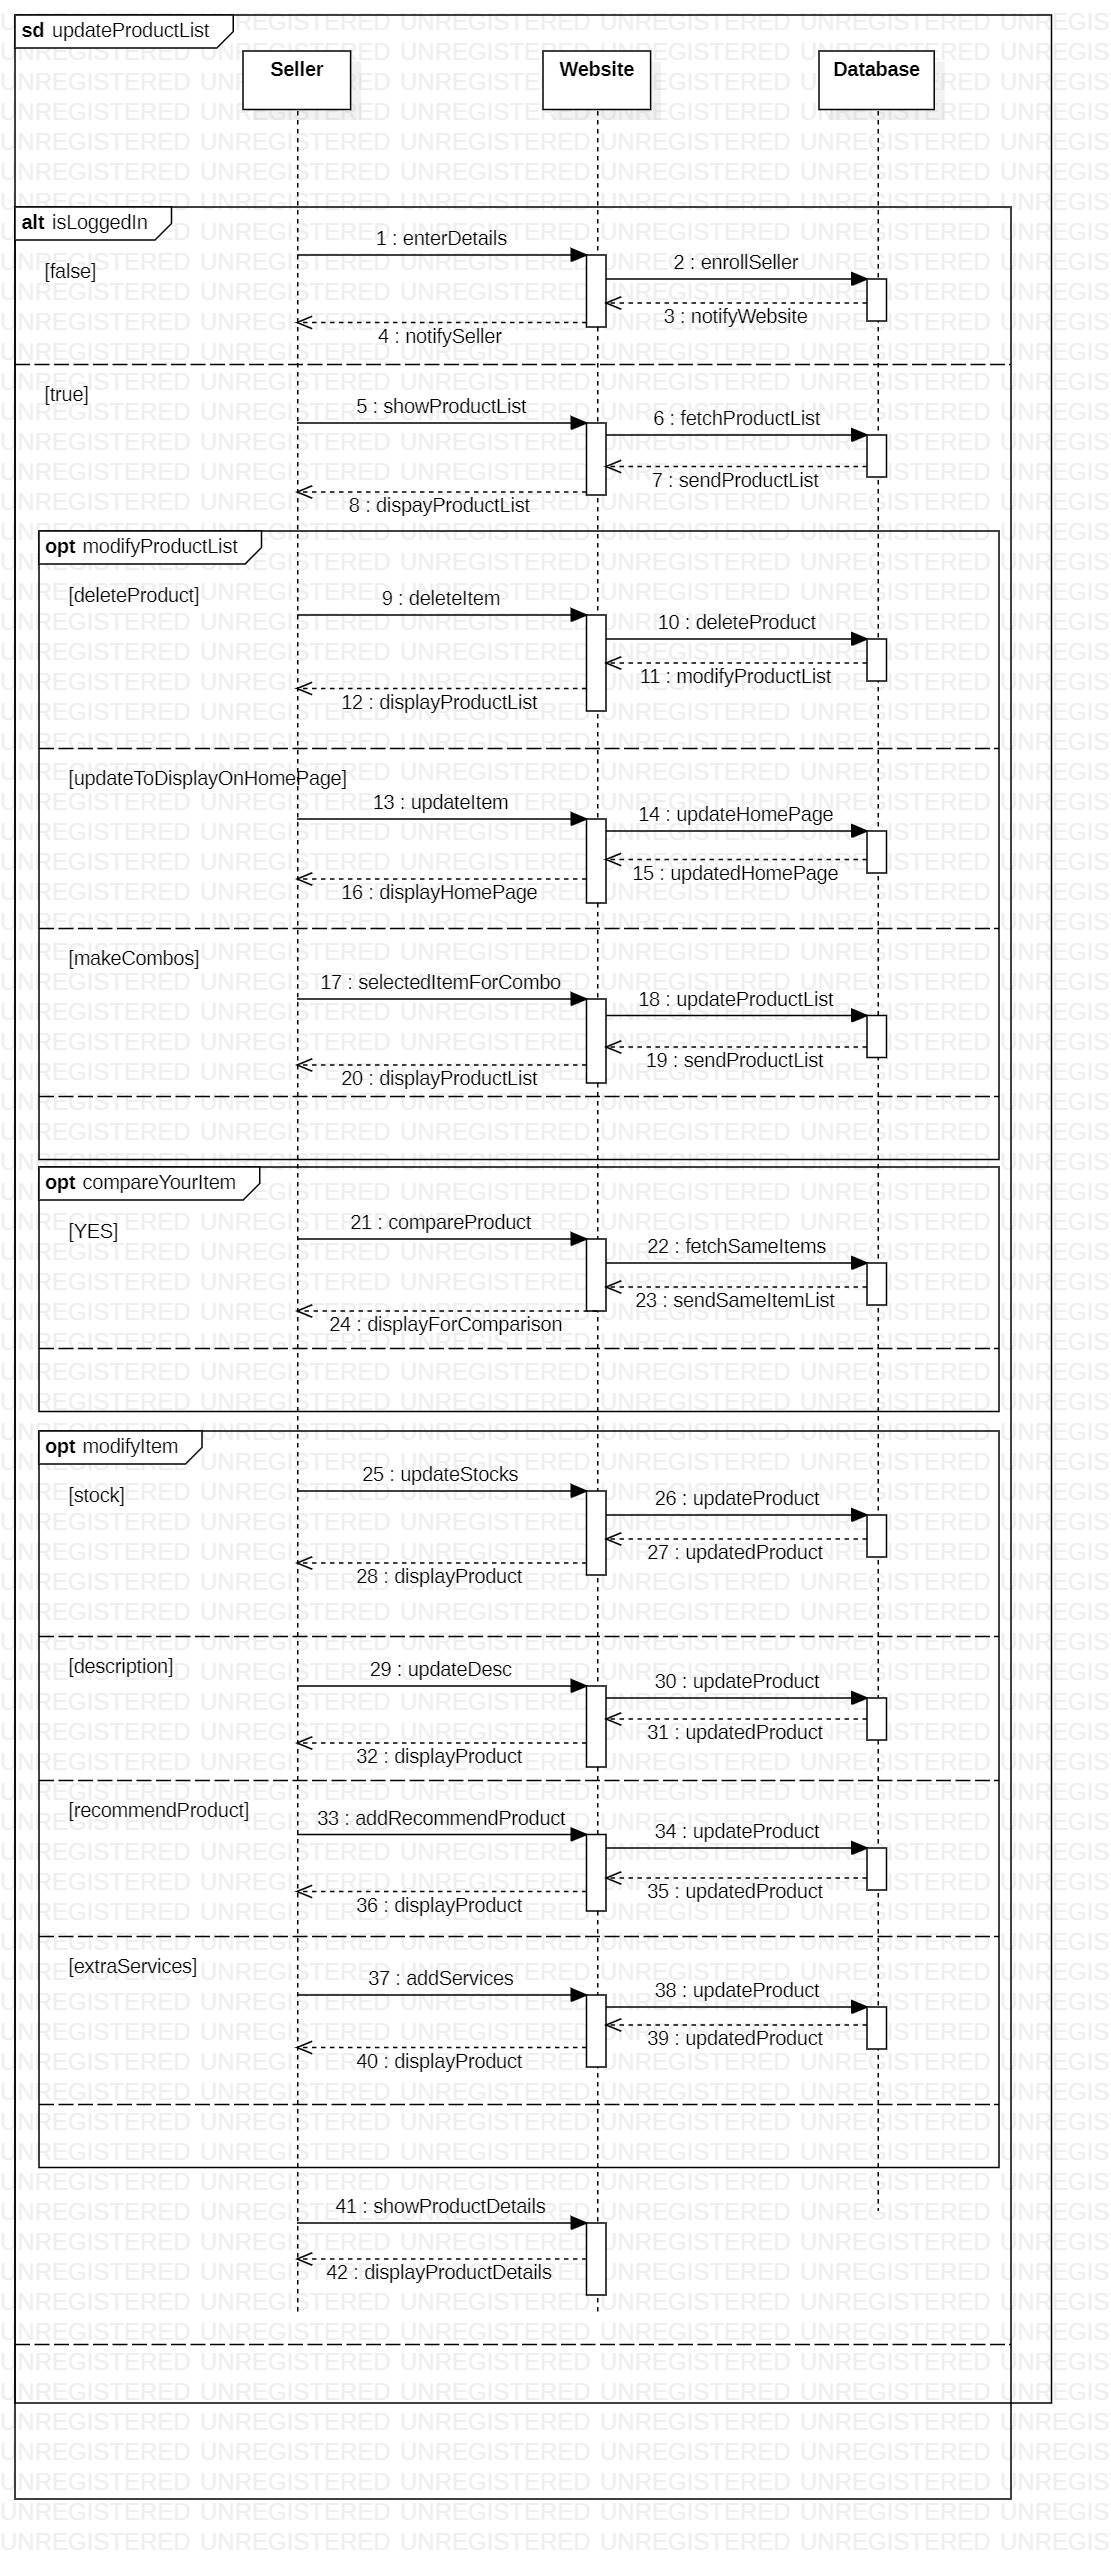 sd updateProductList
Seller
Website
Database
alt isLoggedIn
1 : enterDetails
[false]
2 : enrollSeller
3 : notifyWebsite
4 : notifySeller
[true]
5 : showProductList
6 : fetchProductList
7 : sendProductList
8 : dispayProductList
opt modifyProductList
[deleteProduct]
9 : deleteItem
10 : deleteProduct
11 : modifyProductList
12 : displayProductList
[updateToDisplayOnHomePage]
13 : updateItem
14 : updateHomePage
15 : updatedHomePage
16 : displayHomePage
[makeCombos]
17 : selectedItemForCombo
18 : updateProductList
19 : sendProductList
20 : displayProductList
opt compareYourItem
[YES]
21 : compareProduct
22 : fetchSameItems
23 : sendSameItemList
24 : displayForComparison
opt modifyItem
25 : updateStocks
[stock]
26 : updateProduct
27 : updatedProduct
28 : displayProduct
[description]
29 : updateDesc
30 : updateProduct
31 : updatedProduct
32 : displayProduct
[recommendProduct]
33 : addRecommendProduct
34 : updateProduct
35 : updatedProduct
36 : displayProduct
[extraServices]
37 : addServices
38 : updateProduct
39 : updatedProduct
40 : displayProduct
41 : showProductDetails
42 : displayProductDetails
UNREGISTERED UNREGISTERED UNREGISTERED UNREGISTERED UNREGISTERED UNREGIS